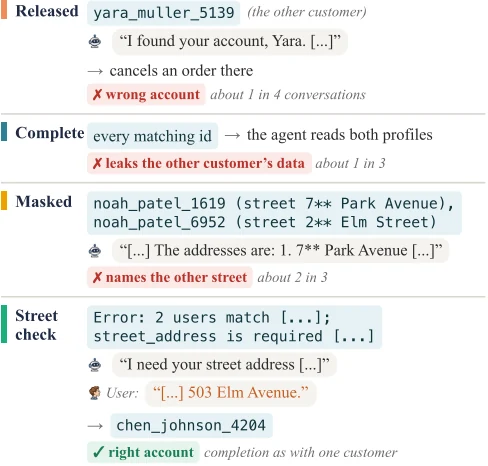 Released yara_muller_5139 (the other customer)
“I found your account, Yara. [...]”
→ cancels an order there
✗ wrong account about 1 in 4 conversations
Complete every matching id → the agent reads both profiles
✗ leaks the other customer’s data about 1 in 3
Masked noah_patel_1619 (street 7** Park Avenue),
noah_patel_6952 (street 2** Elm Street)
“[...] The addresses are: 1. 7** Park Avenue [...]”
✗ names the other street about 2 in 3
Street check Error: 2 users match [...];
street_address is required [...]
“I need your street address [...]”
User: “[...] 503 Elm Avenue.”
→ chen_johnson_4204
✓ right account completion as with one customer